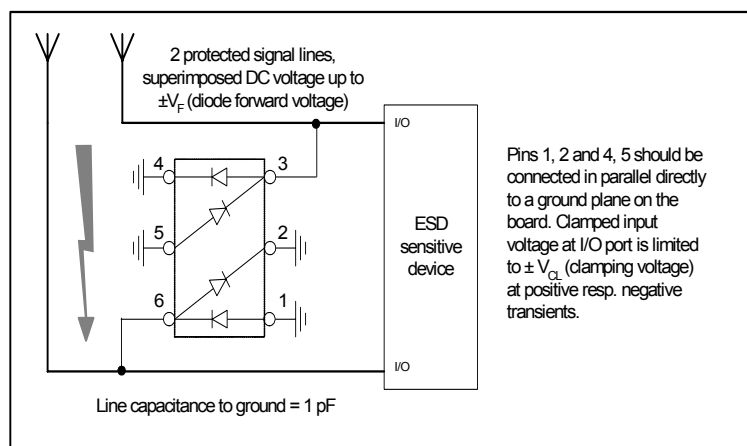 2 protected signal lines,
superimposed DC voltage up to
±V_F (diode forward voltage)
I/O
4
3
5
2
6
1
ESD
sensitive
device
I/O
Line capacitance to ground = 1 pF
Pins 1, 2 and 4, 5 should be
connected in parallel directly
to a ground plane on the
board. Clamped input
voltage at I/O port is limited
to ± V_CL (clamping voltage)
at positive resp. negative
transients.